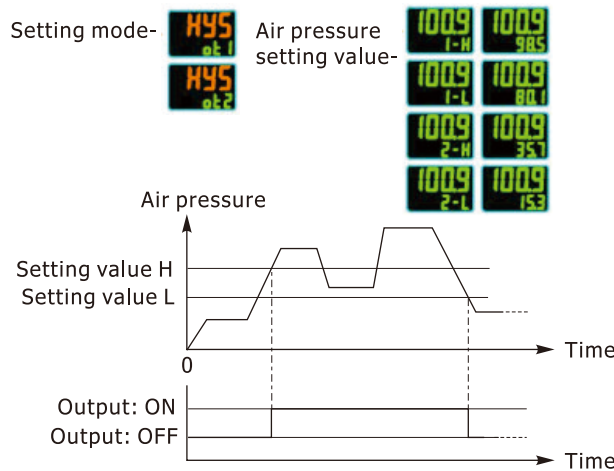 Setting mode-
HYS
ot1
HYS
ot2
Air pressure
setting value-
100.9
1-H
100.9
98.5
100.9
1-L
100.9
80.1
100.9
2-H
100.9
35.7
100.9
2-L
100.9
15.3
Air pressure
Setting value H
Setting value L
0
Time
Output: ON
Output: OFF
Time